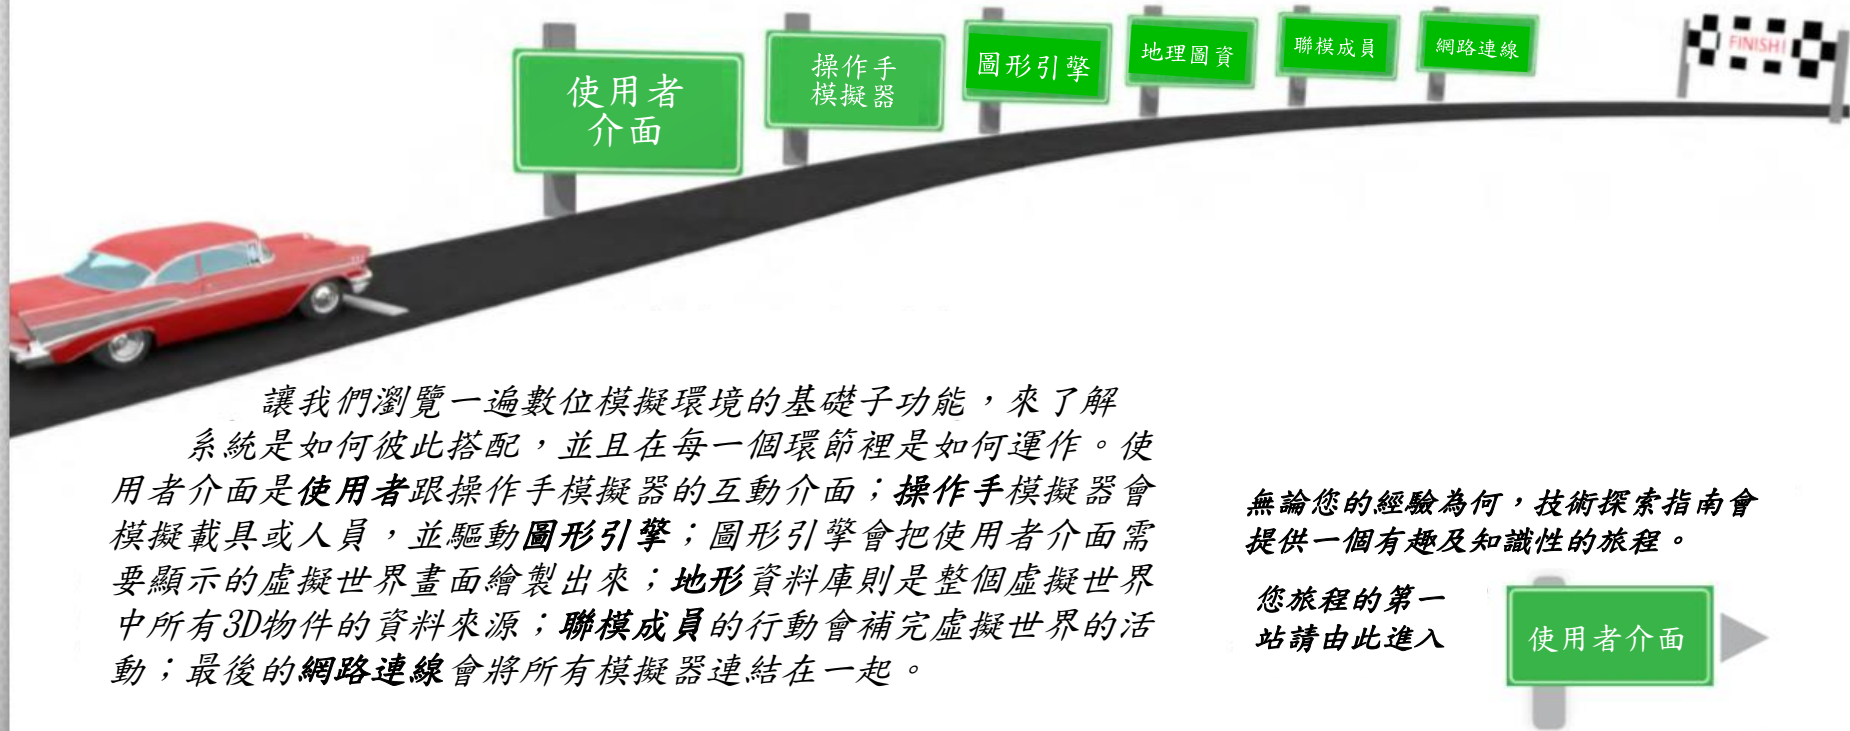 使用者
介面
操作手
模擬器
圖形引擎
地理圖資
聯模成員
網路連線
FINISH!
讓我們瀏覽一遍數位模擬環境的基礎子功能，來了解
系統是如何彼此搭配，並且在每一個環節裡是如何運作。使
用者介面是使用者跟操作手模擬器的互動介面；操作手模擬器會
模擬載具或人員，並驅動圖形引擎；圖形引擎會把使用者介面需
要顯示的虛擬世界畫面繪製出來；地形資料庫則是整個虛擬世界
中所有3D物件的資料來源；聯模成員的行動會補完虛擬世界的活
動；最後的網路連線會將所有模擬器連結在一起。
無論您的經驗為何，技術探索指南會
提供一個有趣及知識性的旅程。
您旅程的第一
站請由此進入
使用者介面